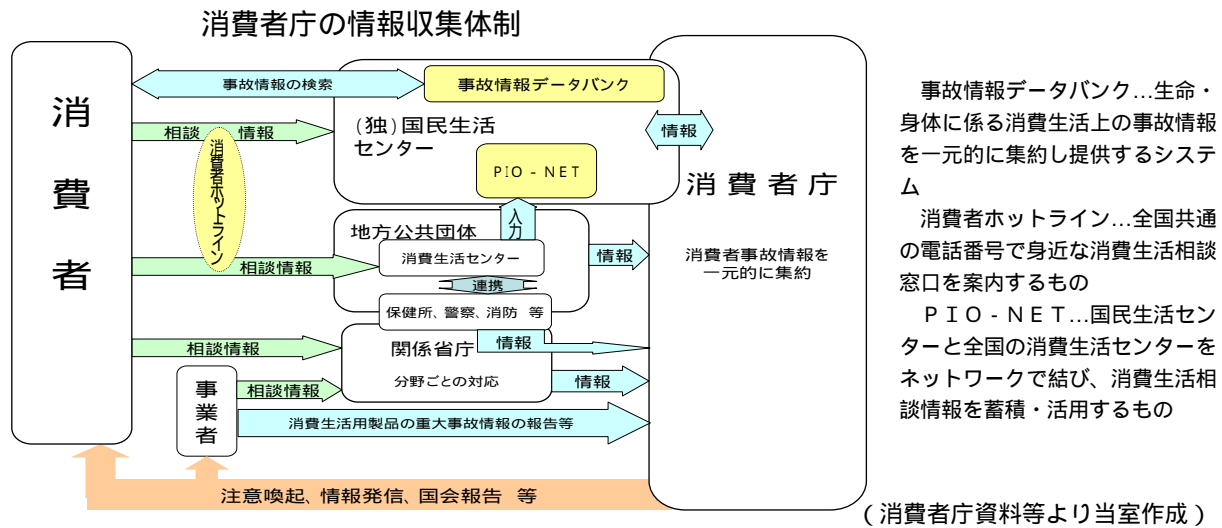 消費者庁の情報収集体制
消費者
事故情報の検索
事故情報データバンク
相談 情報
(独)国民生活
センター
情報
消費者ホットライン
PIO-NET
消費者庁
入力
地方公共団体
相談情報
消費生活センター
情報
消費者事故情報を
一元的に集約
連携
保健所、警察、消防 等
相談情報
関係省庁
情報
分野ごとの対応
相談情報
情報
事業者
消費生活用製品の重大事故情報の報告等
注意喚起、情報発信、国会報告 等
事故情報データバンク…生命・
身体に係る消費生活上の事故情報
を一元的に集約し提供するシステ
ム
消費者ホットライン…全国共通
の電話番号で身近な消費生活相談
窓口を案内するもの
PIO-NET…国民生活セン
ターと全国の消費生活センターを
ネットワークで結び、消費生活相
談情報を蓄積・活用するもの
(消費者庁資料等より当室作成)